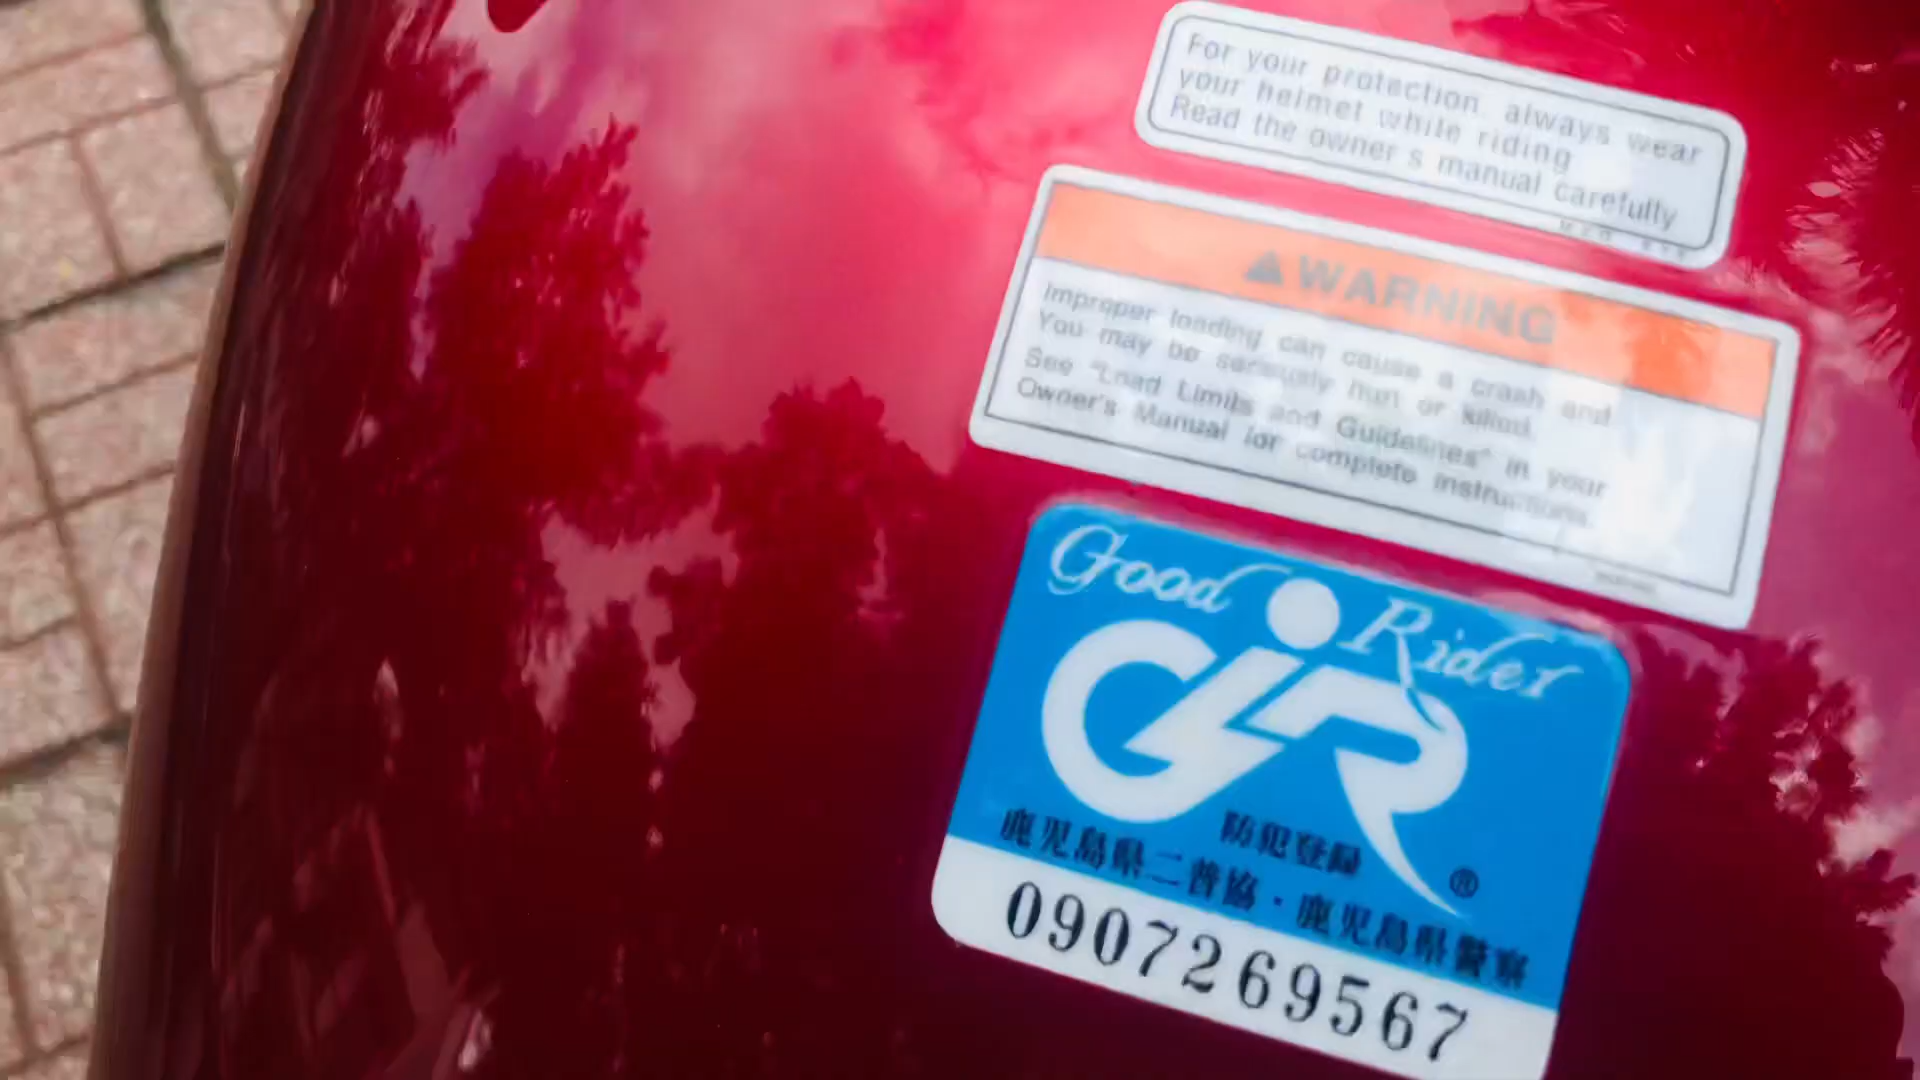 For your protection, always wear
your helmet while riding
Read the owner s manual carefully
▲WARNING
Improper loading can cause a crash and
You may be seriously hurt or killed.
See "Load Limits and Guidelines" in your
Owner's Manual for complete instructions.
Good Rider
GR
防犯登録
®
鹿児島県二普協・鹿児島県警察
0907269567